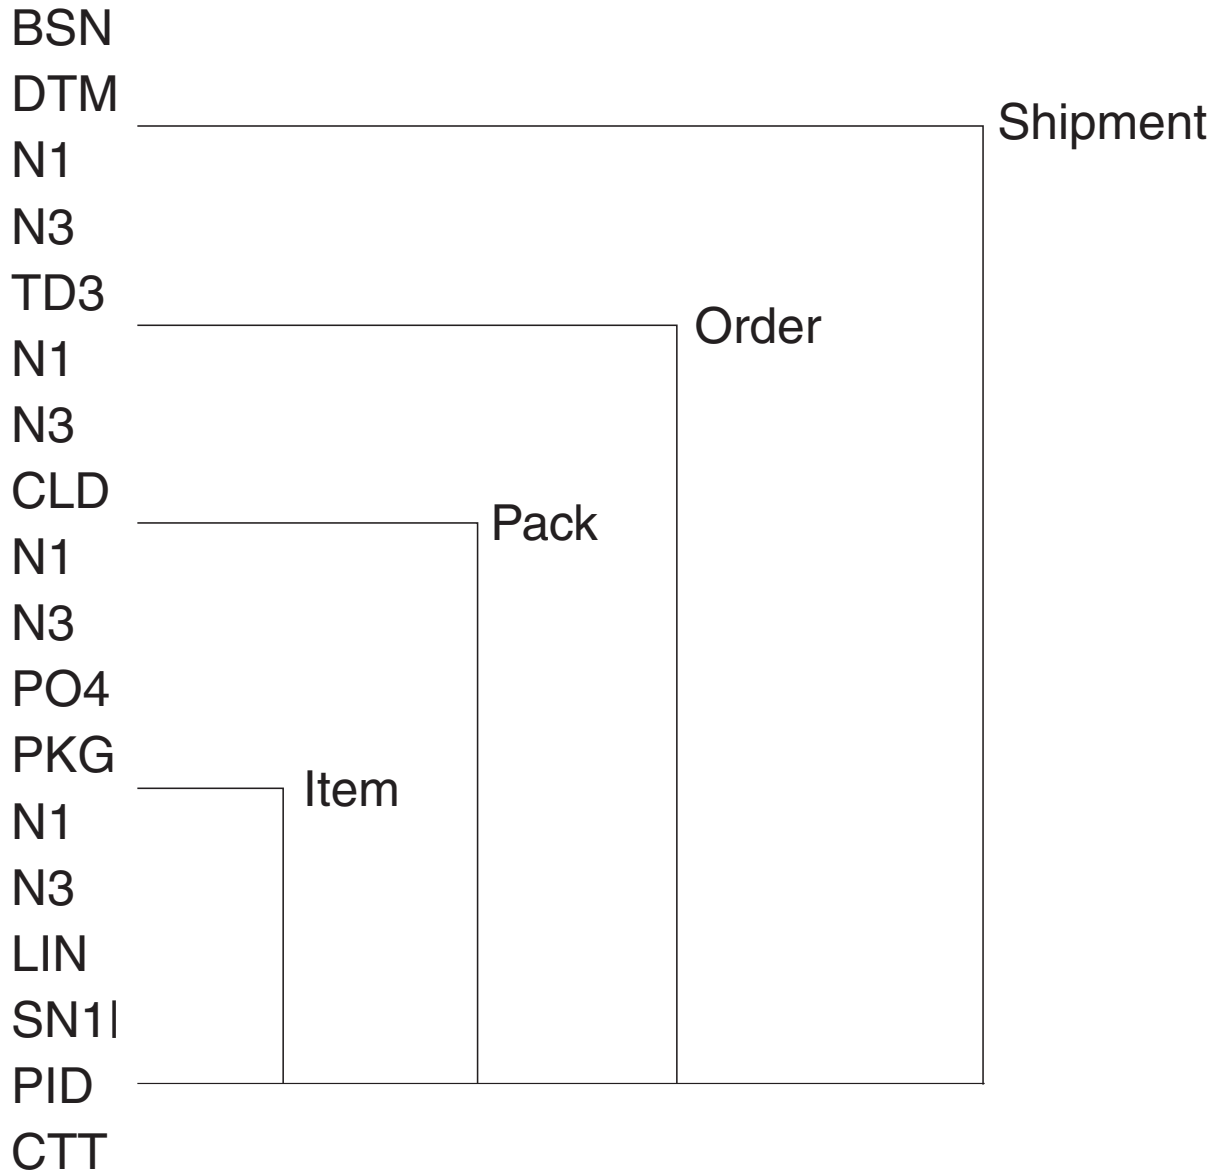 BSN
DTM
Shipment
N1
N3
TD3
Order
N1
N3
CLD
Pack
N1
N3
PO4
PKG
Item
N1
N3
LIN
SN1|
PID
CTT